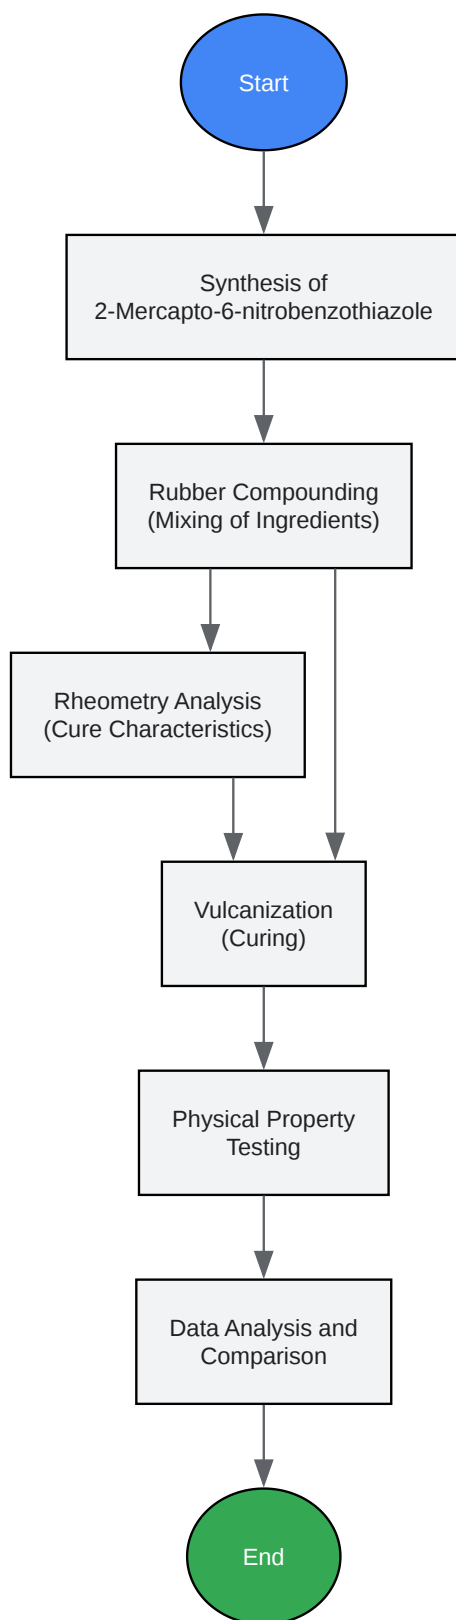 Start
Synthesis of
2-Mercapto-6-nitrobenzothiazole
Rubber Compounding
(Mixing of Ingredients)
Rheometry Analysis
(Cure Characteristics)
Vulcanization
(Curing)
Physical Property
Testing
Data Analysis and
Comparison
End